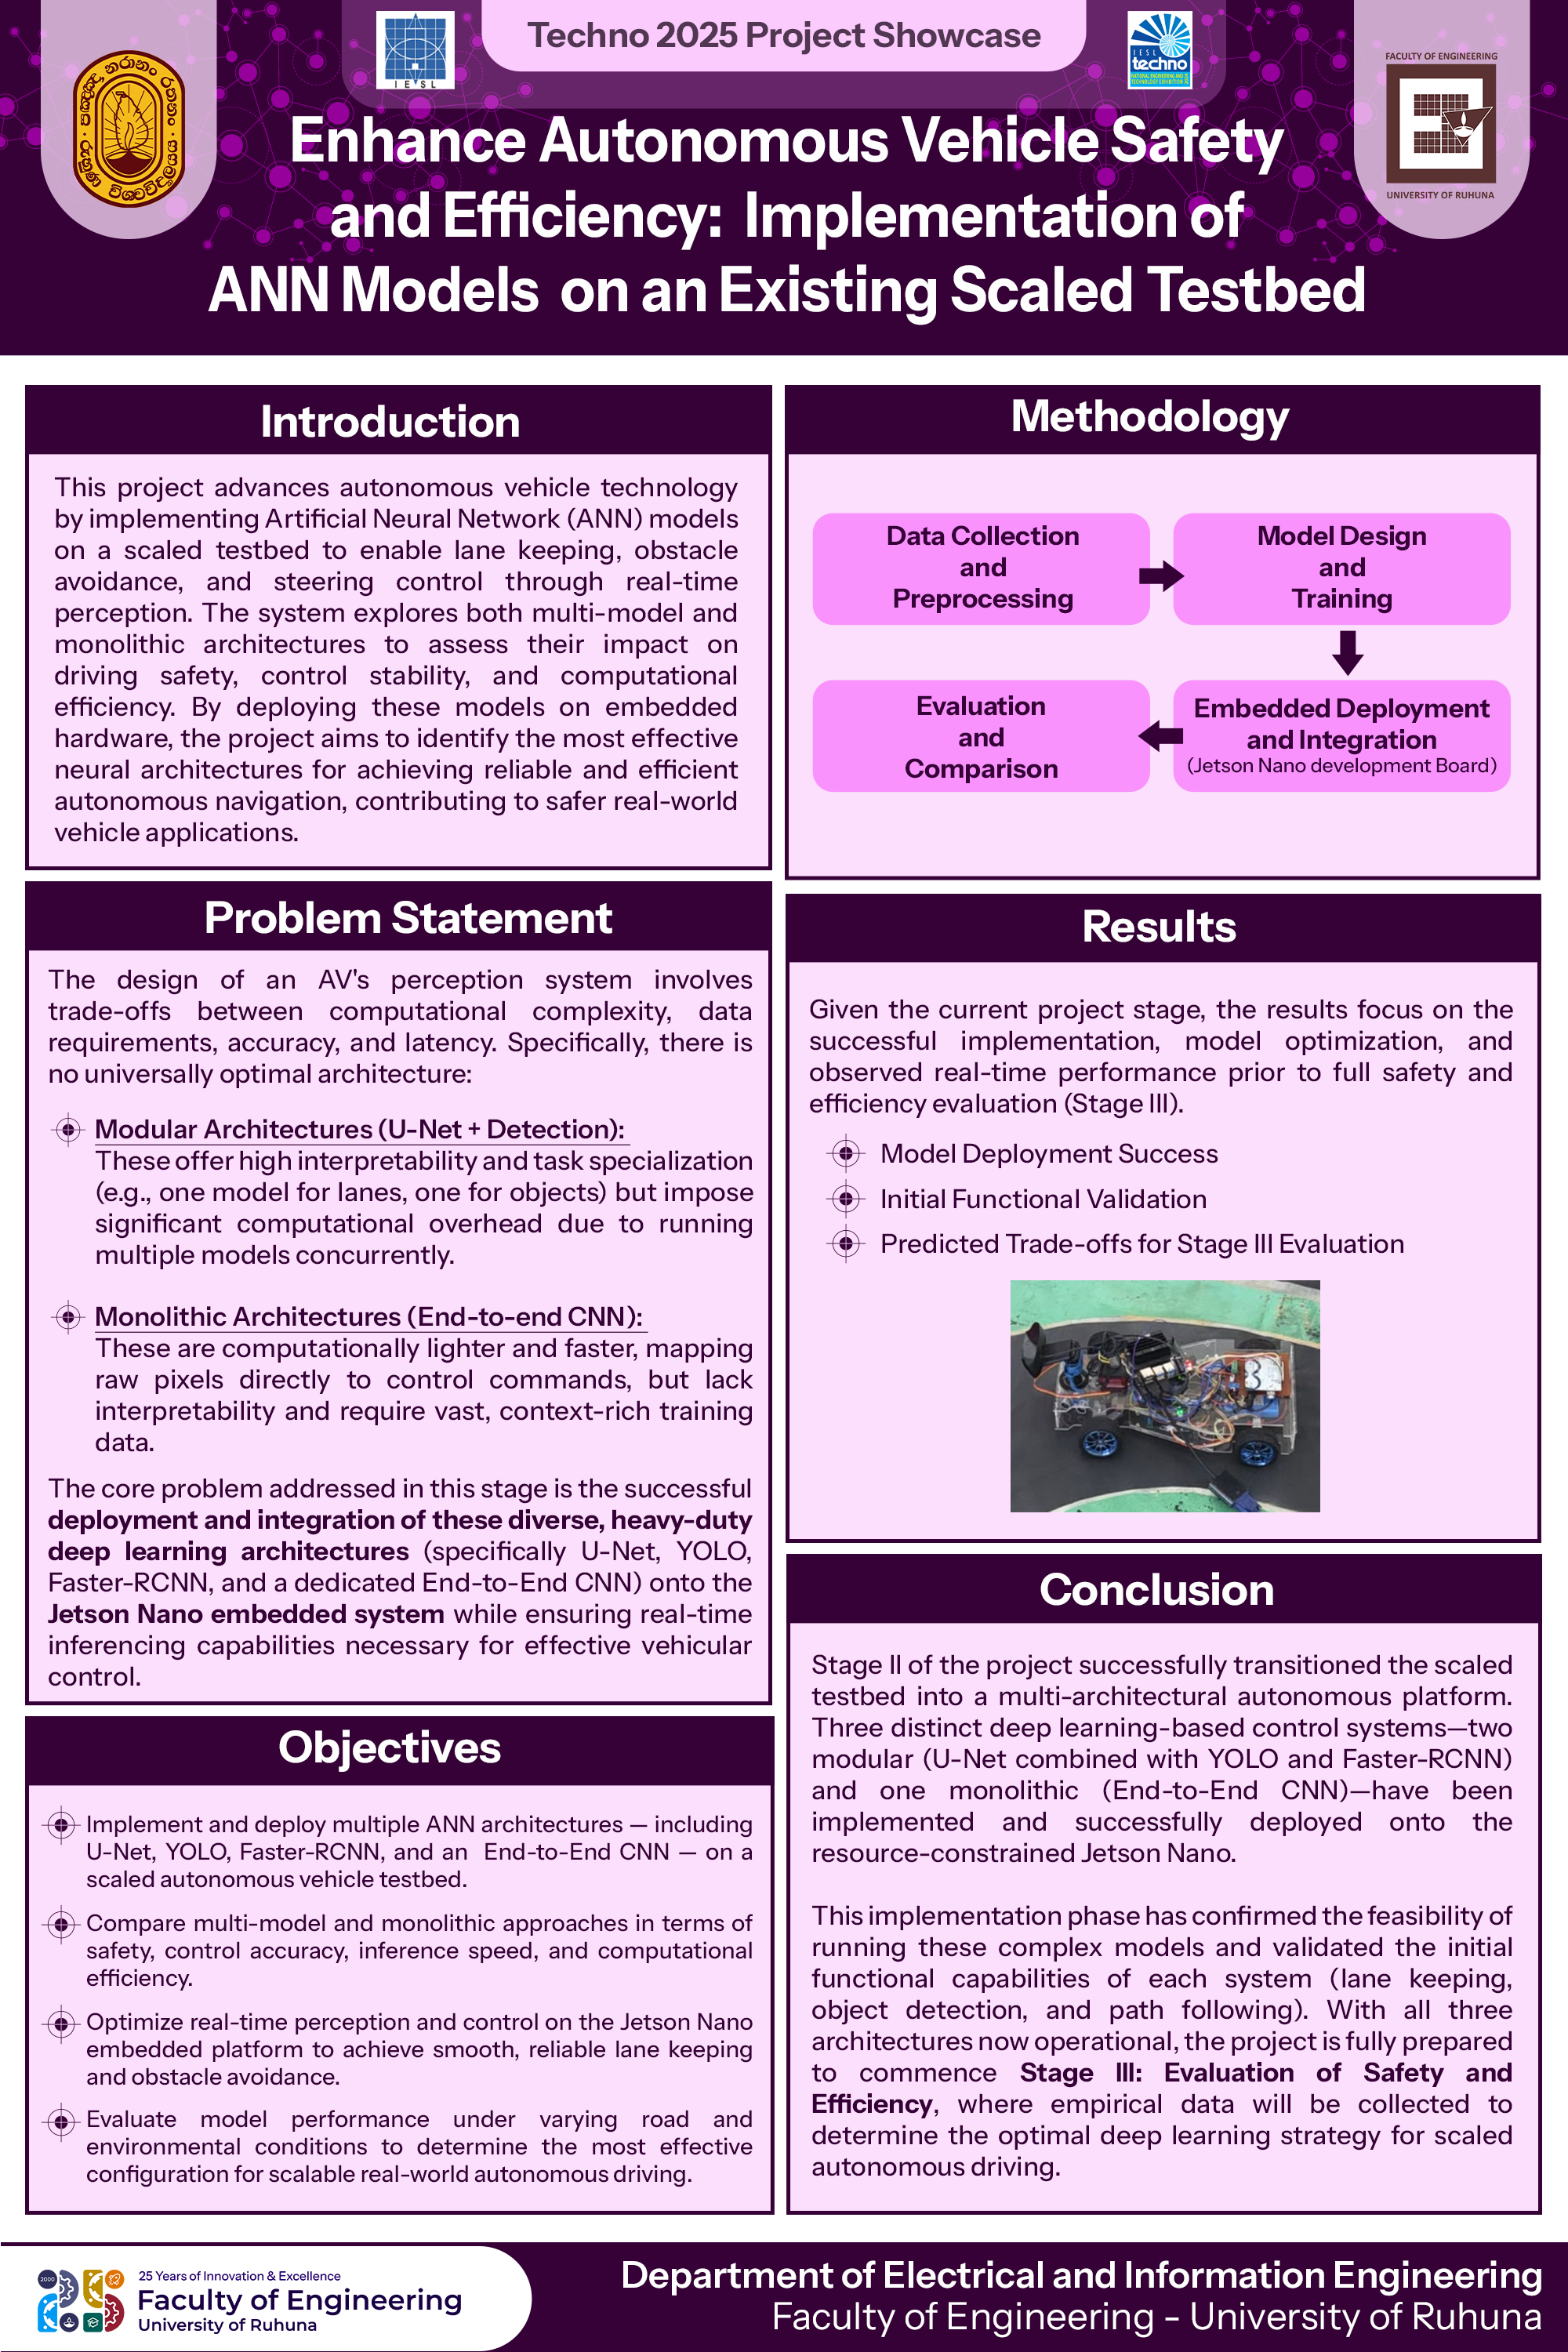 Techno 2025 Project Showcase
IESL
IESL
techno
FACULTY OF ENGINEERING
UNIVERSITY OF RUHUNA
Enhance Autonomous Vehicle Safety
and Efficiency: Implementation of
ANN Models on an Existing Scaled Testbed
Introduction
This project advances autonomous vehicle technology
by implementing Artificial Neural Network (ANN) models
on a scaled testbed to enable lane keeping, obstacle
avoidance, and steering control through real-time
perception. The system explores both multi-model and
monolithic architectures to assess their impact on
driving safety, control stability, and computational
efficiency. By deploying these models on embedded
hardware, the project aims to identify the most effective
neural architectures for achieving reliable and efficient
autonomous navigation, contributing to safer real-world
vehicle applications.
Problem Statement
The design of an AV's perception system involves
trade-offs between computational complexity, data
requirements, accuracy, and latency. Specifically, there is
no universally optimal architecture:
Modular Architectures (U-Net + Detection):
These offer high interpretability and task specialization
(e.g., one model for lanes, one for objects) but impose
significant computational overhead due to running
multiple models concurrently.
Monolithic Architectures (End-to-end CNN):
These are computationally lighter and faster, mapping
raw pixels directly to control commands, but lack
interpretability and require vast, context-rich training
data.
The core problem addressed in this stage is the successful
deployment and integration of these diverse, heavy-duty
deep learning architectures (specifically U-Net, YOLO,
Faster-RCNN, and a dedicated End-to-End CNN) onto the
Jetson Nano embedded system while ensuring real-time
inferencing capabilities necessary for effective vehicular
control.
Objectives
Implement and deploy multiple ANN architectures — including
U-Net, YOLO, Faster-RCNN, and an End-to-End CNN — on a
scaled autonomous vehicle testbed.
Compare multi-model and monolithic approaches in terms of
safety, control accuracy, inference speed, and computational
efficiency.
Optimize real-time perception and control on the Jetson Nano
embedded platform to achieve smooth, reliable lane keeping
and obstacle avoidance.
Evaluate model performance under varying road and
environmental conditions to determine the most effective
configuration for scalable real-world autonomous driving.
Methodology
Data Collection
and
Preprocessing
Model Design
and
Training
Embedded Deployment
and Integration
(Jetson Nano development Board)
Evaluation
and
Comparison
Results
Given the current project stage, the results focus on the
successful implementation, model optimization, and
observed real-time performance prior to full safety and
efficiency evaluation (Stage III).
Model Deployment Success
Initial Functional Validation
Predicted Trade-offs for Stage III Evaluation
Conclusion
Stage II of the project successfully transitioned the scaled
testbed into a multi-architectural autonomous platform.
Three distinct deep learning-based control systems—two
modular (U-Net combined with YOLO and Faster-RCNN)
and one monolithic (End-to-End CNN)—have been
implemented and successfully deployed onto the
resource-constrained Jetson Nano.
This implementation phase has confirmed the feasibility of
running these complex models and validated the initial
functional capabilities of each system (lane keeping,
object detection, and path following). With all three
architectures now operational, the project is fully prepared
to commence Stage III: Evaluation of Safety and
Efficiency, where empirical data will be collected to
determine the optimal deep learning strategy for scaled
autonomous driving.
2000
25 Years of Innovation & Excellence
Faculty of Engineering
University of Ruhuna
Department of Electrical and Information Engineering
Faculty of Engineering - University of Ruhuna